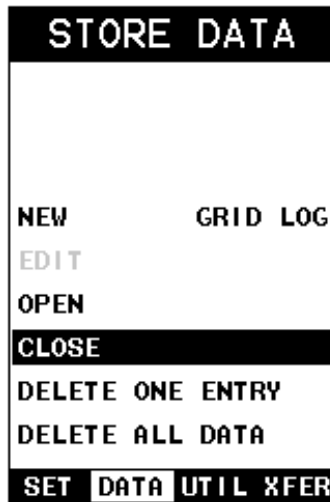 STORE DATA
NEW GRID LOG
EDIT
OPEN
CLOSE
DELETE ONE ENTRY
DELETE ALL DATA
SET DATA UTIL XFER